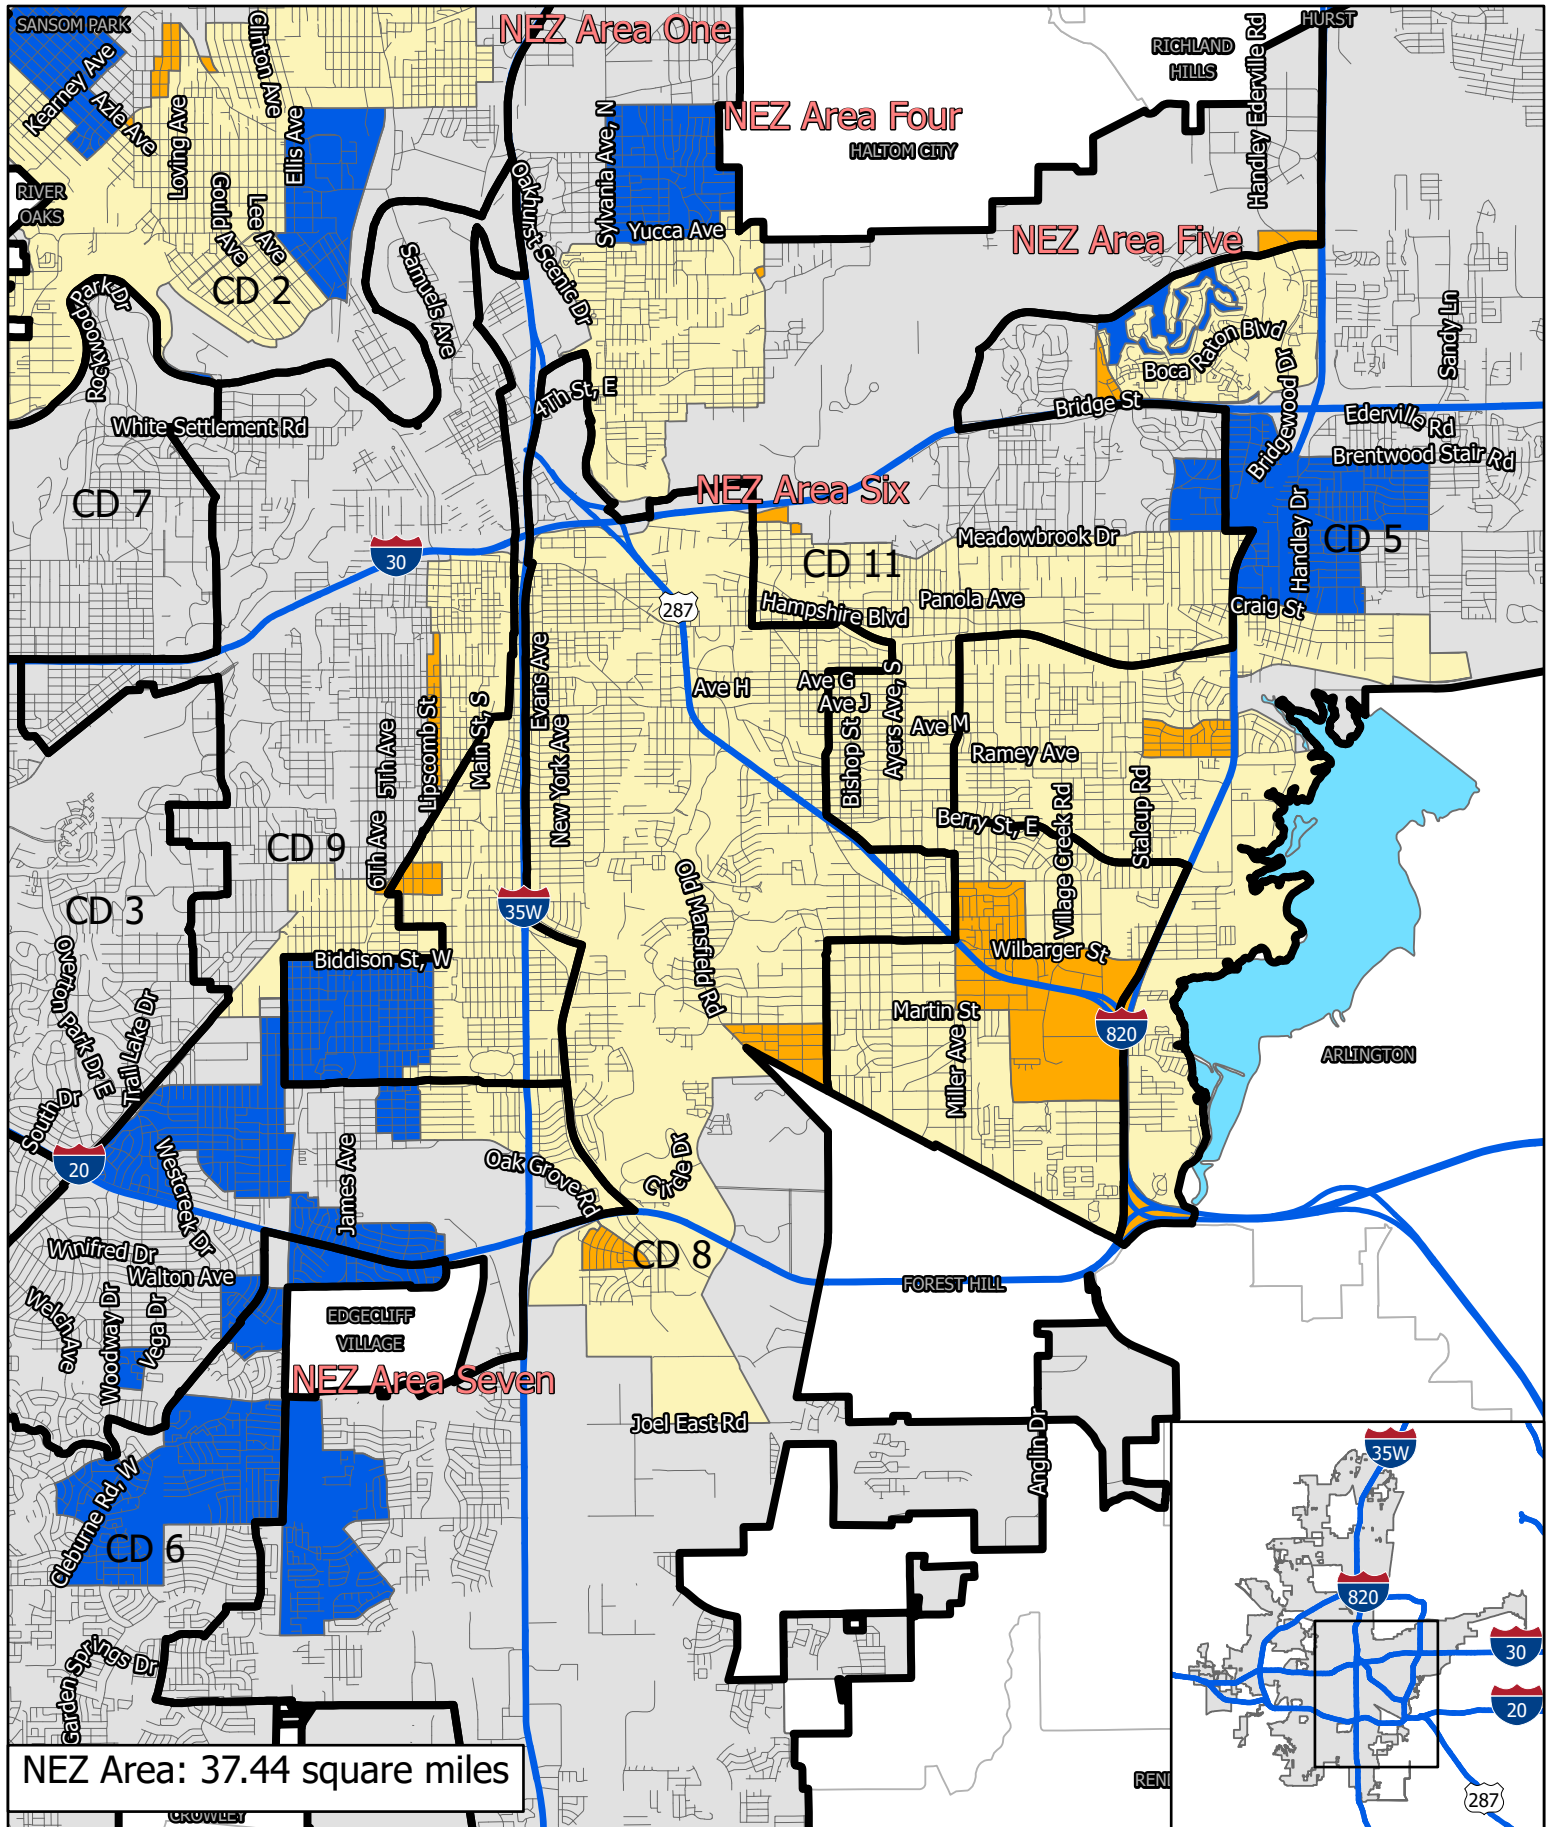 SANSOM PARK
Kearney Ave
Azle Ave
Loving Ave
Clinton Ave
Ellis Ave
Gould Ave
Lee Ave
RIVER
OAKS
CD 2
Rockwood
Park Dr
Samuels Ave
White Settlement Rd
CD 7
NEZ Area One
NEZ Area Four
HALTOM CITY
RICHLAND
HILLS
HURST
Handley Ederville Rd
Sylvania Ave, N
Yucca Ave
Oakhurst Scenic Dr
NEZ Area Five
4Th St, E
Boca Raton Blvd
Bridgewood Dr
Sandy Ln
Bridge St
Ederville Rd
Brentwood Stair Rd
NEZ Area Six
30
CD 11
Meadowbrook Dr
Handley Dr
CD 5
287
Hampshire Blvd
Panola Ave
Craig St
Evans Ave
New York Ave
Ave H
Ave G
Ave J
Bishop St
Ayers Ave, S
Ave M
Ramey Ave
Berry St, E
Village Creek Rd
Stalcup Rd
5Th Ave
Lipscomb St
Main St, S
6Th Ave
CD 9
CD 3
35W
Old Mansfield Rd
Biddison St, W
Wilbarger St
Martin St
Miller Ave
820
ARLINGTON
Overton Park Dr E
Trail Lake Dr
South Dr
20
Westcreek Dr
James Ave
Oak Grove Rd
Circle Dr
CD 8
Winifred Dr
Walton Ave
Welch Ave
Woodway Dr
Vega Dr
EDGECLIFF
VILLAGE
FOREST HILL
NEZ Area Seven
Joel East Rd
Anglin Dr
Cleburne Rd, W
CD 6
Garden Springs Dr
NEZ Area: 37.44 square miles
CROWLEY
RENI
35W
820
30
20
287